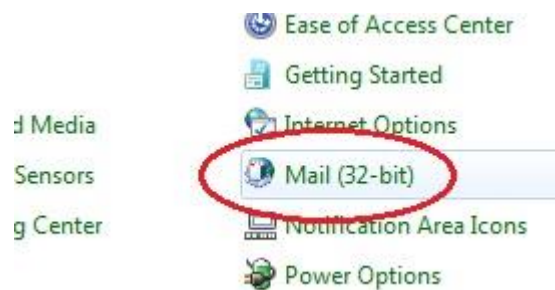 Ease of Access Center
Getting Started
d Media
Internet Options
Sensors
Mail (32-bit)
g Center
Notification Area Icons
Power Options